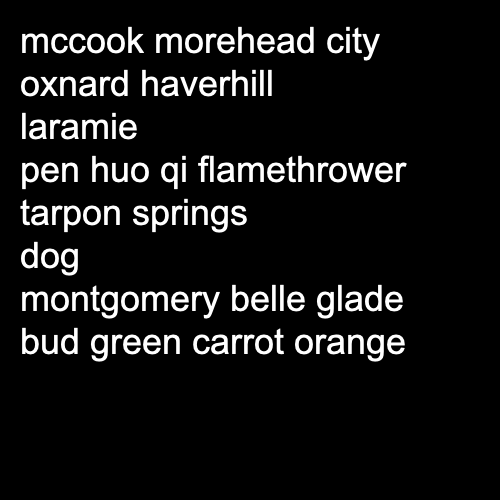 mccook morehead city
oxnard haverhill
laramie
pen huo qi flamethrower
tarpon springs
dog
montgomery belle glade
bud green carrot orange